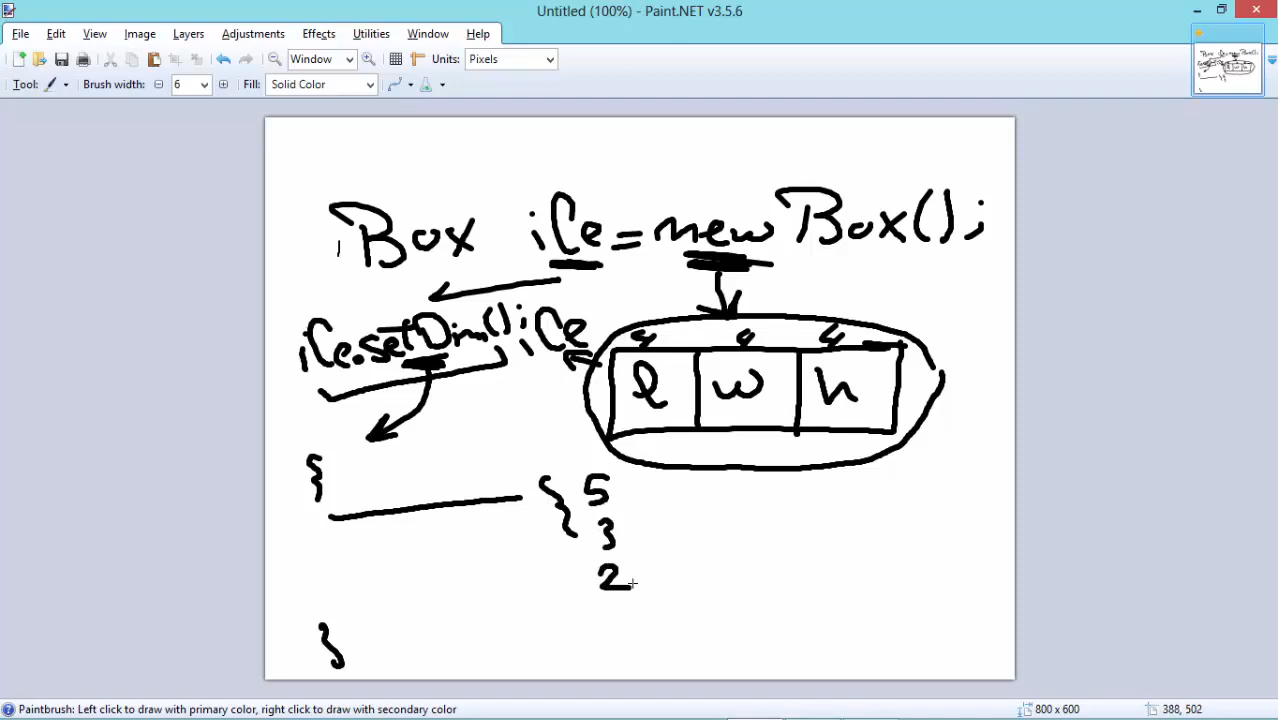 Untitled (100%) - Paint.NET v3.5.6
File Edit View Image Layers Adjustments Effects Utilities Window Help
Window Units: Pixels
Tool: Brush width: 6 Fill: Solid Color
Box ice = new Box();
ice.setDim(); ice
l w h
{
{ 5
3
2
}
Paintbrush: Left click to draw with primary color, right click to draw with secondary color 800 x 600 388, 502